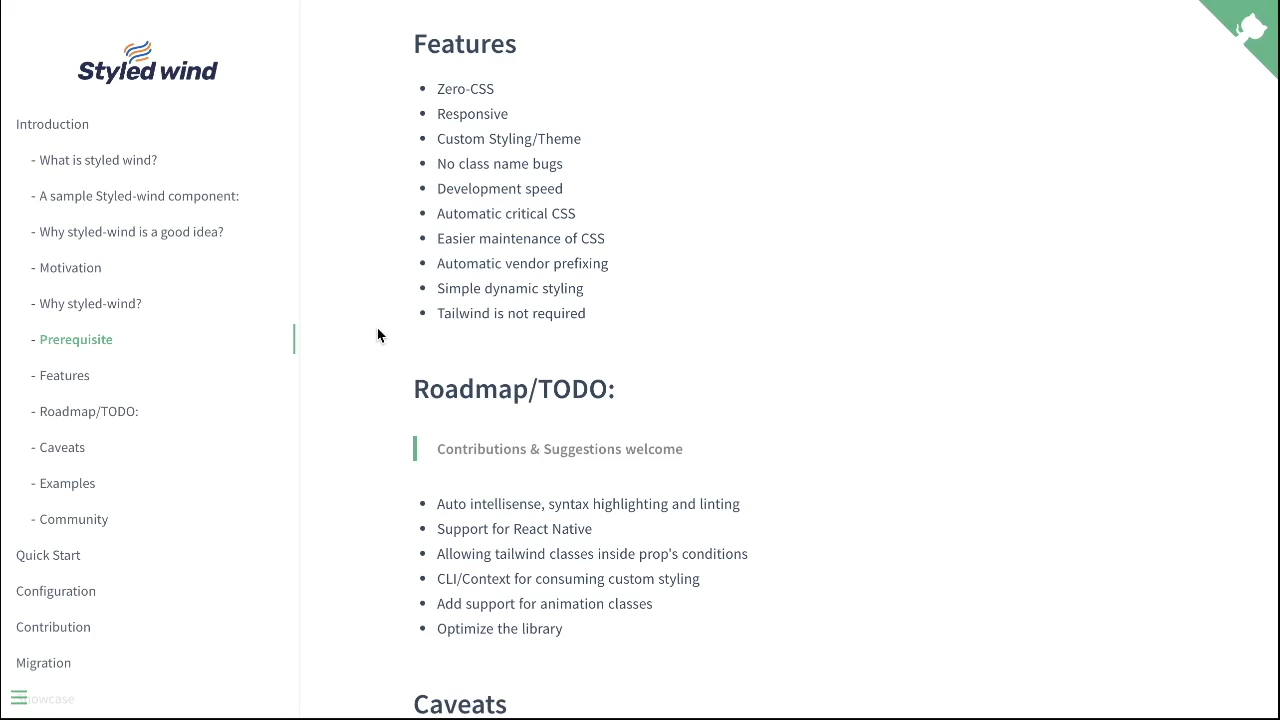 Styled wind
Introduction
- What is styled wind?
- A sample Styled-wind component:
- Why styled-wind is a good idea?
- Motivation
- Why styled-wind?
- Prerequisite
- Features
- Roadmap/TODO:
- Caveats
- Examples
- Community
Quick Start
Configuration
Contribution
Migration
Showcase
Features
Zero-CSS
Responsive
Custom Styling/Theme
No class name bugs
Development speed
Automatic critical CSS
Easier maintenance of CSS
Automatic vendor prefixing
Simple dynamic styling
Tailwind is not required
Roadmap/TODO:
Contributions & Suggestions welcome
Auto intellisense, syntax highlighting and linting
Support for React Native
Allowing tailwind classes inside prop's conditions
CLI/Context for consuming custom styling
Add support for animation classes
Optimize the library
Caveats